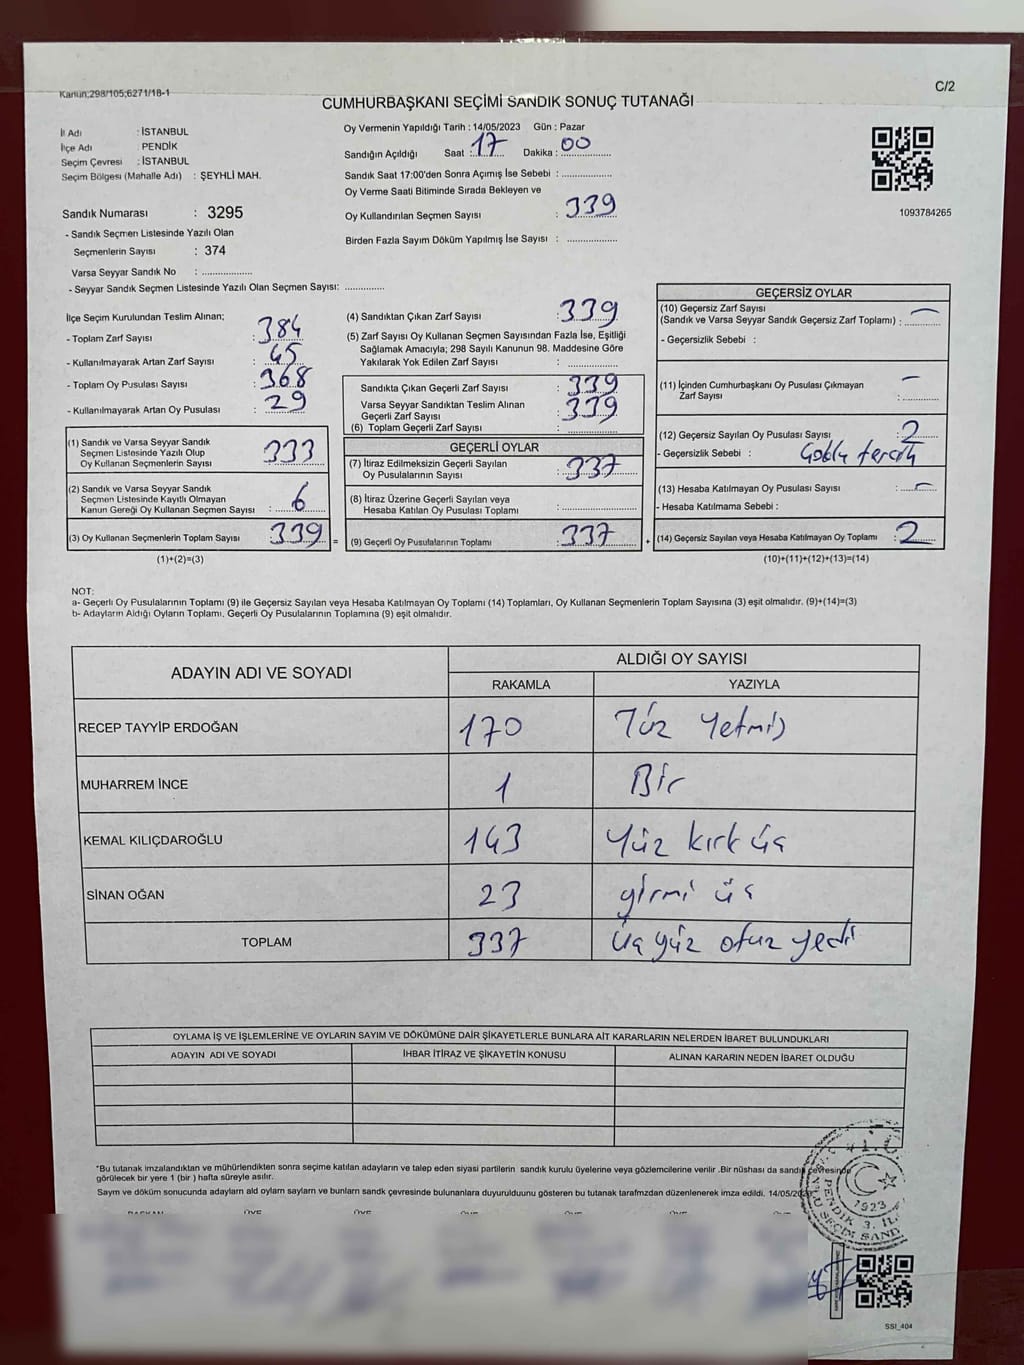 Kanun;298/105;6271/18-1
C/2
CUMHURBAŞKANI SEÇİMİ SANDIK SONUÇ TUTANAĞI
İl Adı : İSTANBUL
İlçe Adı : PENDİK
Seçim Çevresi : İSTANBUL
Seçim Bölgesi (Mahalle Adı) : ŞEYHLİ MAH.
Sandık Numarası : 3295
- Sandık Seçmen Listesinde Yazılı Olan
Seçmenlerin Sayısı : 374
Varsa Seyyar Sandık No : ...............
- Seyyar Sandık Seçmen Listesinde Yazılı Olan Seçmen Sayısı: ............
Oy Vermenin Yapıldığı Tarih : 14/05/2023 Gün : Pazar
Sandığın Açıldığı Saat : 17 Dakika : 00
Sandık Saat 17:00'den Sonra Açımış İse Sebebi : ...............
Oy Verme Saati Bitiminde Sırada Bekleyen ve
Oy Kullandırılan Seçmen Sayısı : 339
Birden Fazla Sayım Döküm Yapılmış İse Sayısı : ...............
1093784265
İlçe Seçim Kurulundan Teslim Alınan;
- Toplam Zarf Sayısı : 384
- Kullanılmayarak Artan Zarf Sayısı : 45
- Toplam Oy Pusulası Sayısı : 368
- Kullanılmayarak Artan Oy Pusulası : 29
(1) Sandık ve Varsa Seyyar Sandık
Seçmen Listesinde Yazılı Olup
Oy Kullanan Seçmenlerin Sayısı 333
(2) Sandık ve Varsa Seyyar Sandık
Seçmen Listesinde Kayıtlı Olmayan
Kanun Gereği Oy Kullanan Seçmen Sayısı : 6
(3) Oy Kullanan Seçmenlerin Toplam Sayısı 339 =
(1)+(2)=(3)
(4) Sandıktan Çıkan Zarf Sayısı : 339
(5) Zarf Sayısı Oy Kullanan Seçmen Sayısından Fazla İse, Eşitliği
Sağlamak Amacıyla; 298 Sayılı Kanunun 98. Maddesine Göre
Yakılarak Yok Edilen Zarf Sayısı : ...............
Sandıkta Çıkan Geçerli Zarf Sayısı : 339
Varsa Seyyar Sandıktan Teslim Alınan
Geçerli Zarf Sayısı : 339
(6) Toplam Geçerli Zarf Sayısı : ...............
GEÇERLİ OYLAR
(7) İtiraz Edilmeksizin Geçerli Sayılan
Oy Pusulasının Sayısı : 337
(8) İtiraz Üzerine Geçerli Sayılan veya
Hesaba Katılan Oy Pusulası Toplamı : ...............
(9) Geçerli Oy Pusulalarının Toplamı : 337 +
GEÇERSİZ OYLAR
(10) Geçersiz Zarf Sayısı
(Sandık ve Varsa Seyyar Sandık Geçersiz Zarf Toplamı) : —
- Geçersizlik Sebebi :
(11) İçinden Cumhurbaşkanı Oy Pusulası Çıkmayan —
Zarf Sayısı : ............
(12) Geçersiz Sayılan Oy Pusulası Sayısı : 2
- Geçersizlik Sebebi : Çoklu tercih
(13) Hesaba Katılmayan Oy Pusulası Sayısı : —
- Hesaba Katılmama Sebebi :
(14) Geçersiz Sayılan veya Hesaba Katılmayan Oy Toplamı : 2
(10)+(11)+(12)+(13)=(14)
NOT:
a- Geçerli Oy Pusulalarının Toplamı (9) ile Geçersiz Sayılan veya Hesaba Katılmayan Oy Toplamı (14) Toplamları, Oy Kullanan Seçmenlerin Toplam Sayısına (3) eşit olmalıdır. (9)+(14)=(3)
b- Adayların Aldığı Oyların Toplamı, Geçerli Oy Pusulalarının Toplamına (9) eşit olmalıdır.
ADAYIN ADI VE SOYADI
ALDIĞI OY SAYISI
RAKAMLA YAZIYLA
RECEP TAYYİP ERDOĞAN 170 Yüz Yetmiş
MUHARREM İNCE 1 Bir
KEMAL KILIÇDAROĞLU 143 Yüz kırk üç
SİNAN OĞAN 23 yirmi üç
TOPLAM 337 Üç yüz otuz yedi
OYLAMA İŞ VE İŞLEMLERİNE VE OYLARIN SAYIM VE DÖKÜMÜNE DAİR ŞİKAYETLERLE BUNLARA AİT KARARLARIN NELERDEN İBARET BULUNDUKLARI
ADAYIN ADI VE SOYADI İHBAR İTİRAZ VE ŞİKAYETİN KONUSU ALINAN KARARIN NEDEN İBARET OLDUĞU
*Bu tutanak imzalandıktan ve mühürlendikten sonra seçime katılan adayların ve talep eden siyasi partilerin sandık kurulu üyelerine veya gözlemcilerine verilir .Bir nüshası da sandık çevresinde
görülecek bir yere 1 (bir ) hafta süreyle asılır.
Sayım ve döküm sonucunda adayların ald oyların sayların ve bunların sandk çevresinde bulunanlara duyurulduunu gösteren bu tutanak tarafmzdan düzenlenerek imza edildi. 14/05/20
1923
PENDİK 3. İL
SSI_404